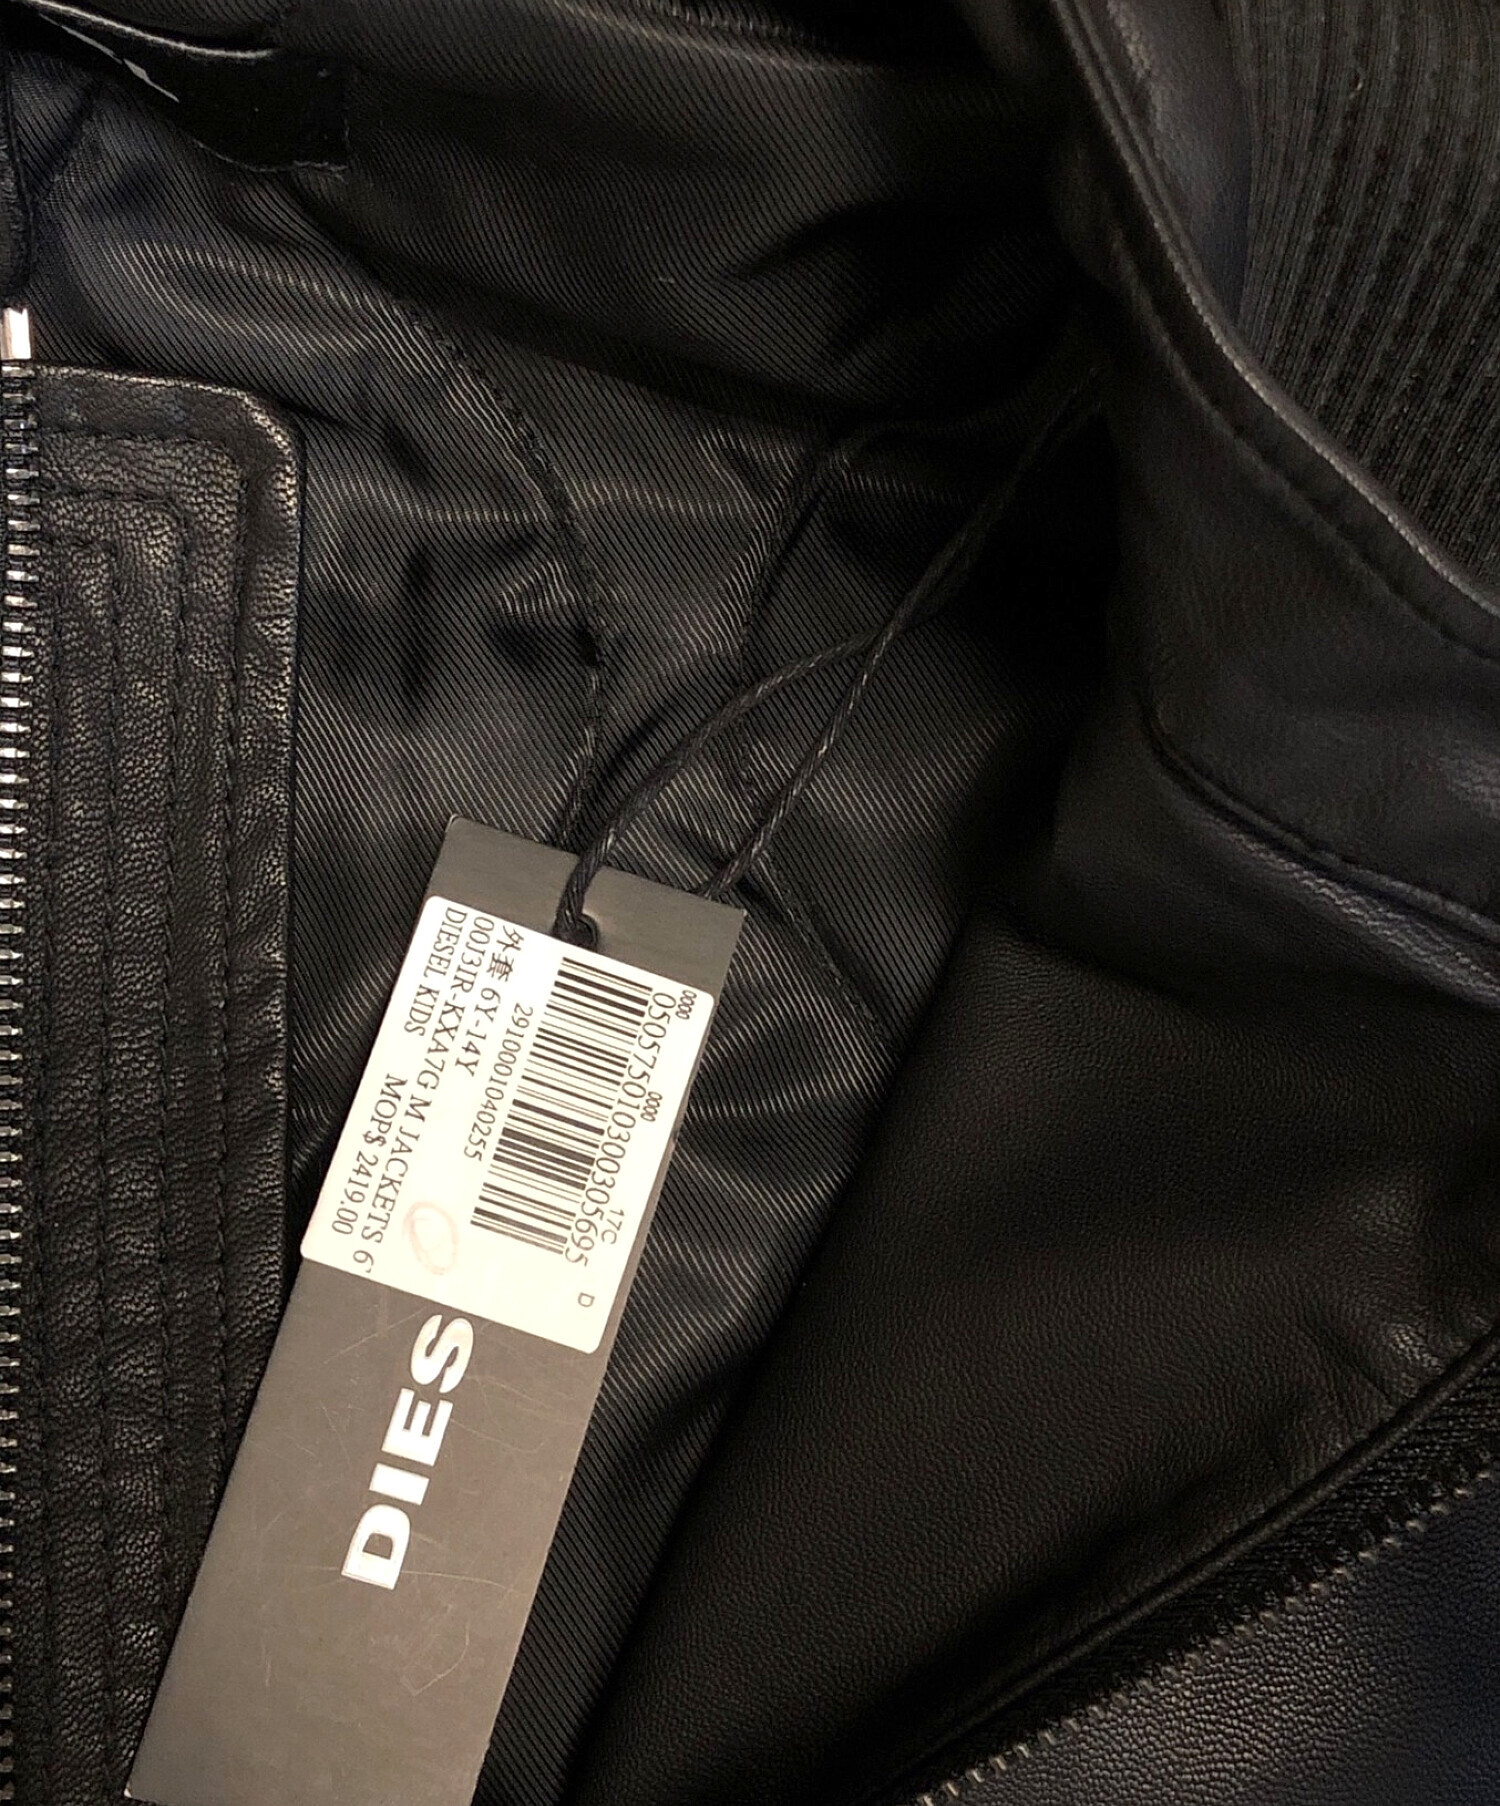 0000 0000 17C D
050575010300305695
2910001040255
外套 6Y-14Y
00J3IR-KXA7G M JACKETS 6
DIESEL KIDS
MOP$ 2419.00
DIES